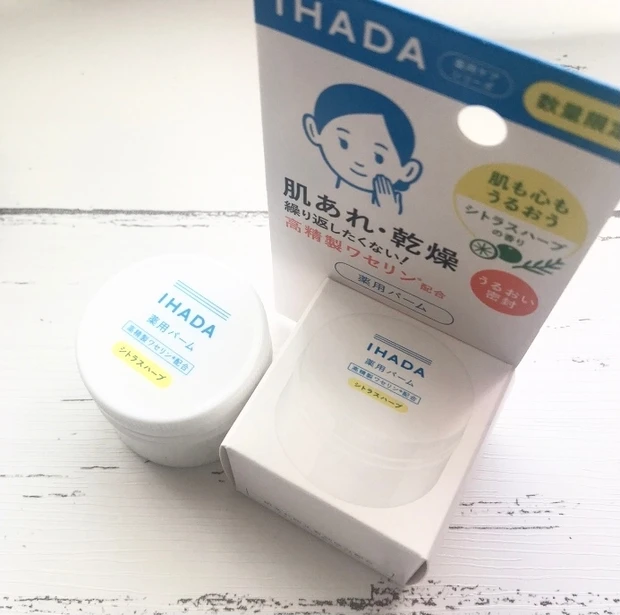 IHADA
薬用ケア
シリーズ
数量限定
肌あれ・乾燥
繰り返したくない!
高精製ワセリン*配合
薬用バーム
肌も心も
うるおう
シトラスハーブ
の香り
うるおい
密封
IHADA
薬用バーム
高精製ワセリン*配合
シトラスハーブ
IHADA
薬用バーム
高精製ワセリン*配合
シトラスハーブ